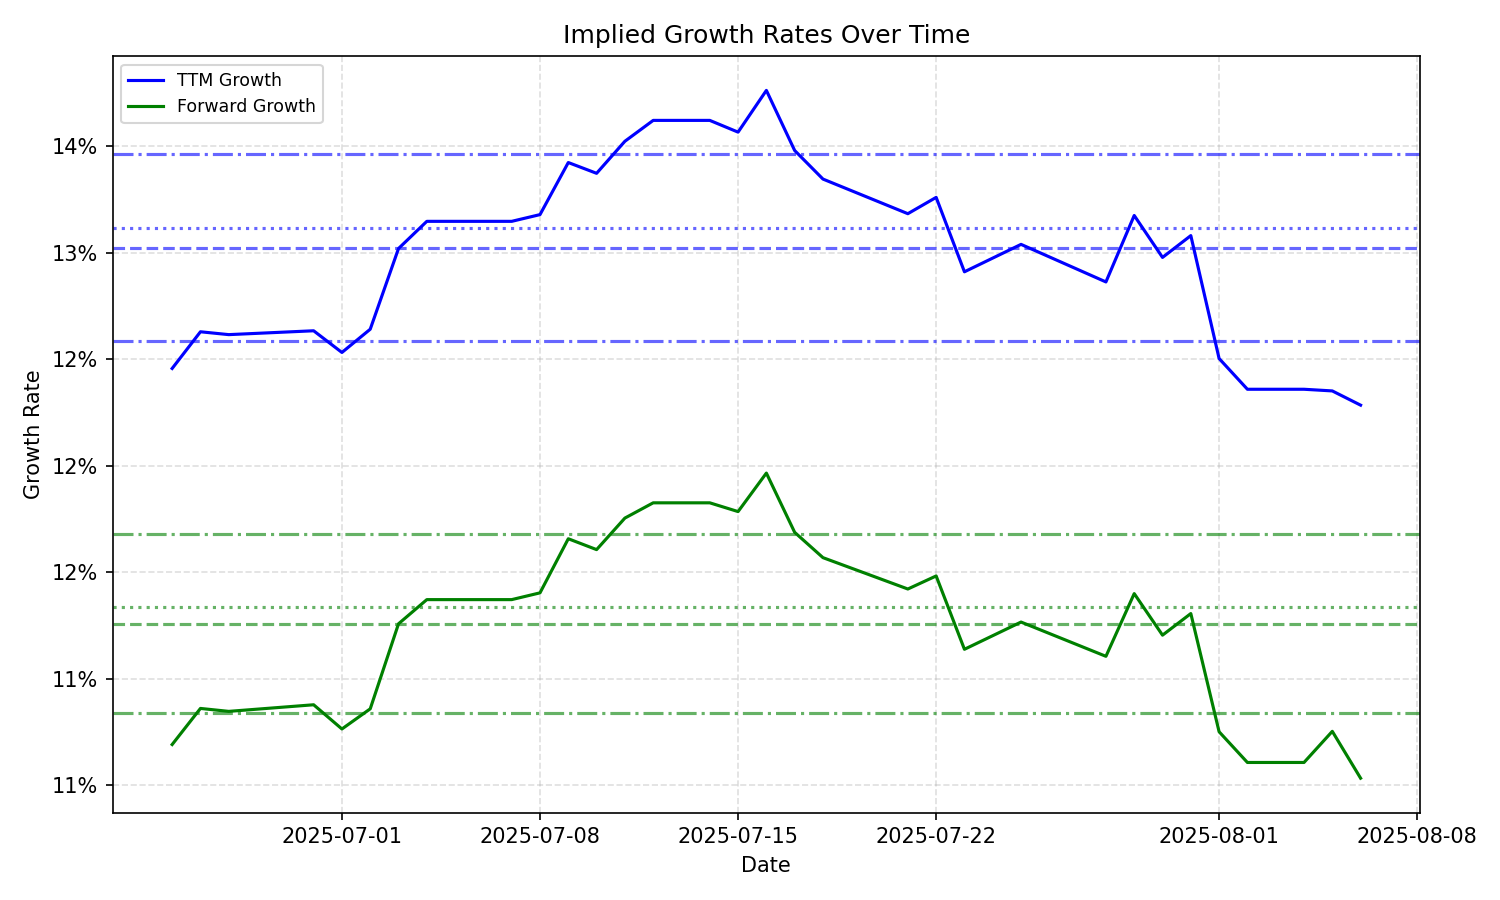 Implied Growth Rates Over Time
TTM Growth
Forward Growth
14%
13%
12%
12%
12%
11%
11%
Growth Rate
2025-07-01
2025-07-08
2025-07-15
2025-07-22
2025-08-01
2025-08-08
Date